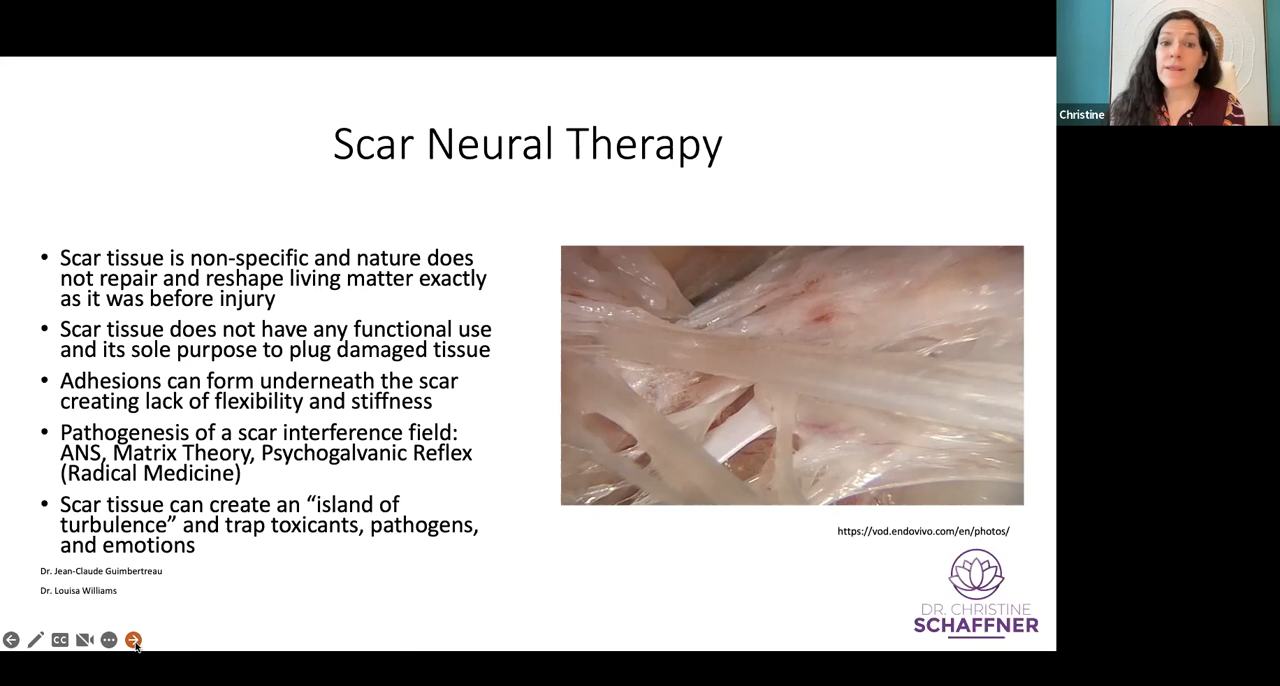 Christine
Scar Neural Therapy
• Scar tissue is non-specific and nature does
not repair and reshape living matter exactly
as it was before injury
• Scar tissue does not have any functional use
and its sole purpose to plug damaged tissue
• Adhesions can form underneath the scar
creating lack of flexibility and stiffness
• Pathogenesis of a scar interference field:
ANS, Matrix Theory, Psychogalvanic Reflex
(Radical Medicine)
• Scar tissue can create an “island of
turbulence” and trap toxicants, pathogens,
and emotions
Dr. Jean-Claude Guimbertreau
Dr. Louisa Williams
https://vod.endovivo.com/en/photos/
DR. CHRISTINE
SCHAFFNER
CC